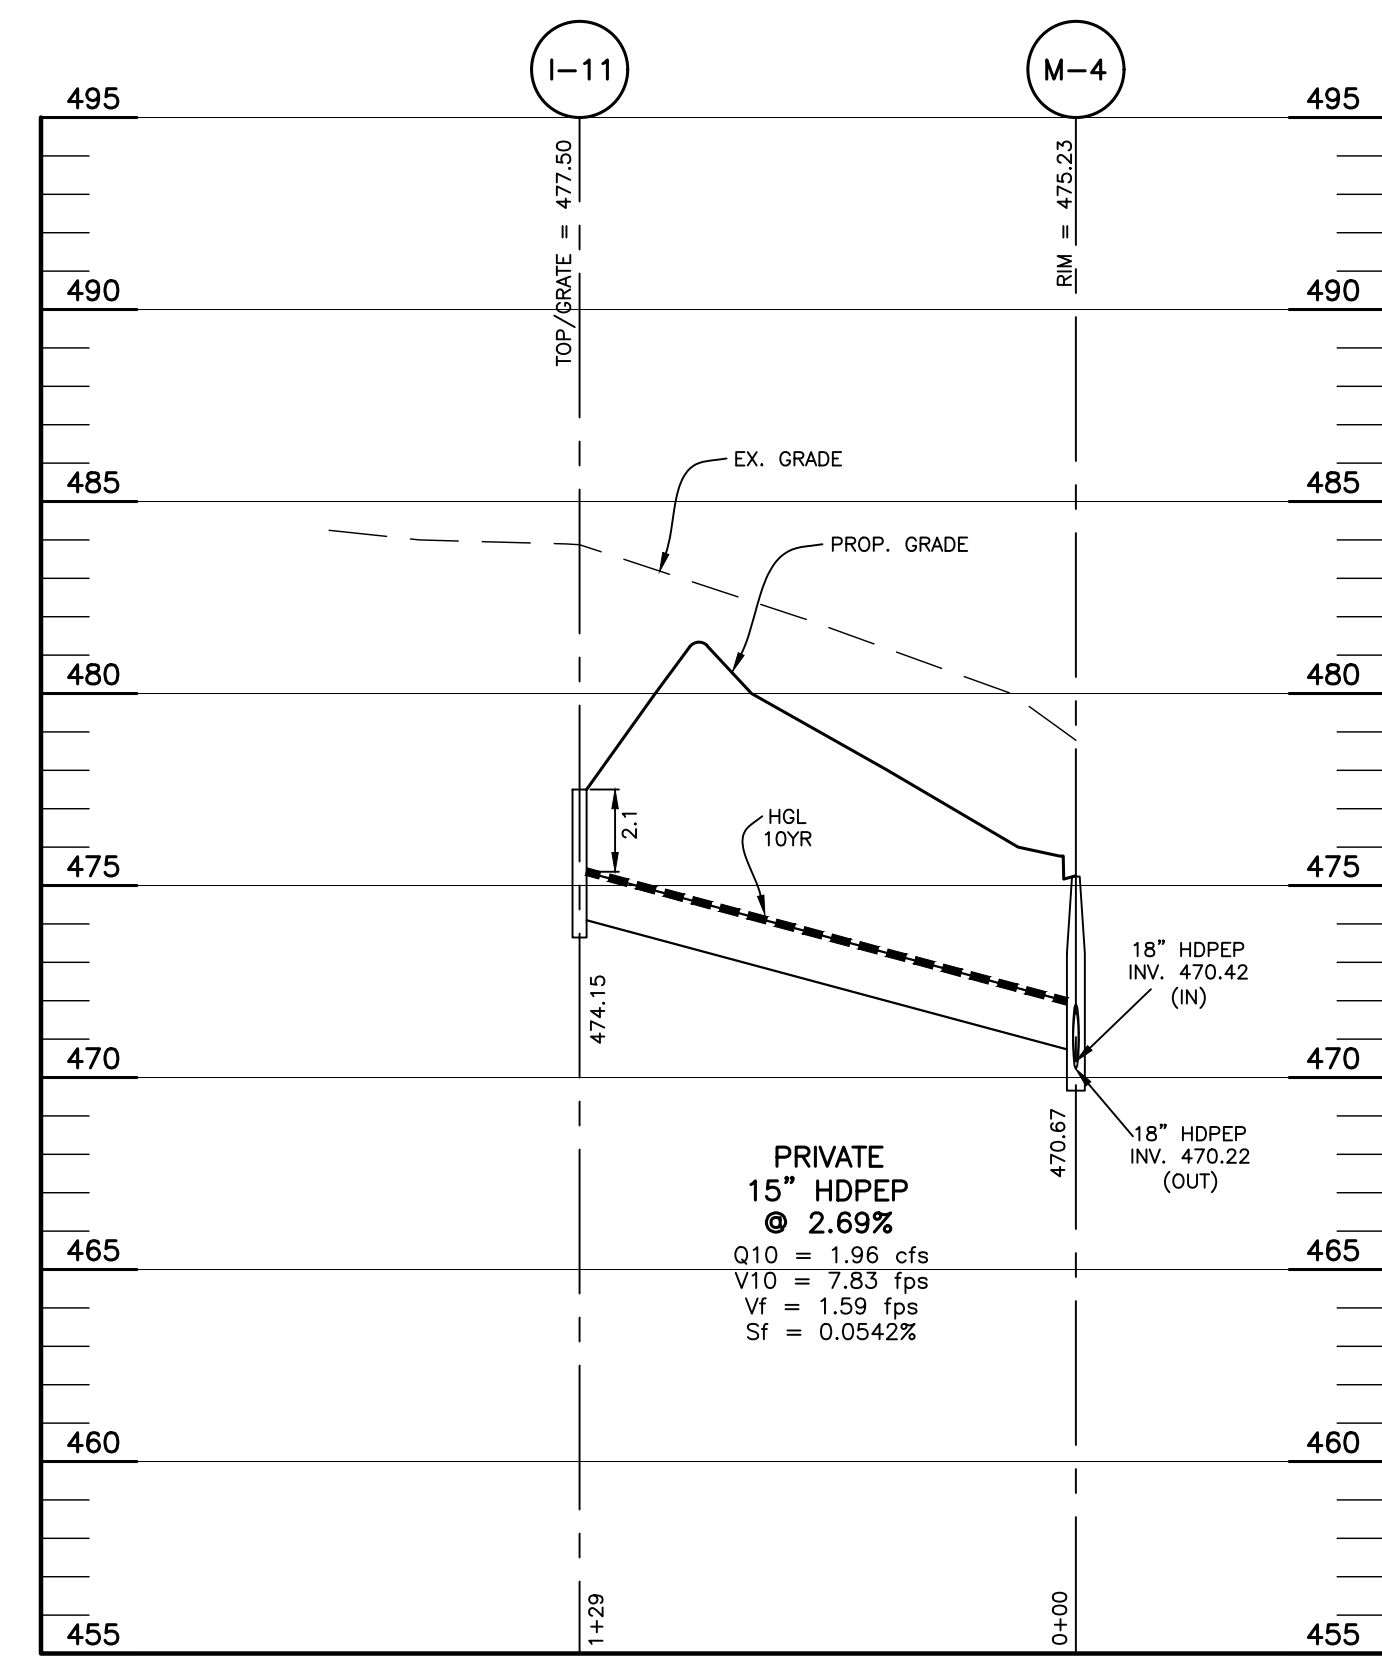 I-11
M-4
495
495
TOP/GRATE = 477.50
RIM = 475.23
490
490
EX. GRADE
485
485
PROP. GRADE
480
480
2.1
HGL
10YR
475
475
18" HDPEP
INV. 470.42
(IN)
474.15
470
470
470.67
18" HDPEP
INV. 470.22
(OUT)
PRIVATE
15" HDPEP
@ 2.69%
Q10 = 1.96 cfs
V10 = 7.83 fps
Vf = 1.59 fps
Sf = 0.0542%
465
465
460
460
1+29
0+00
455
455